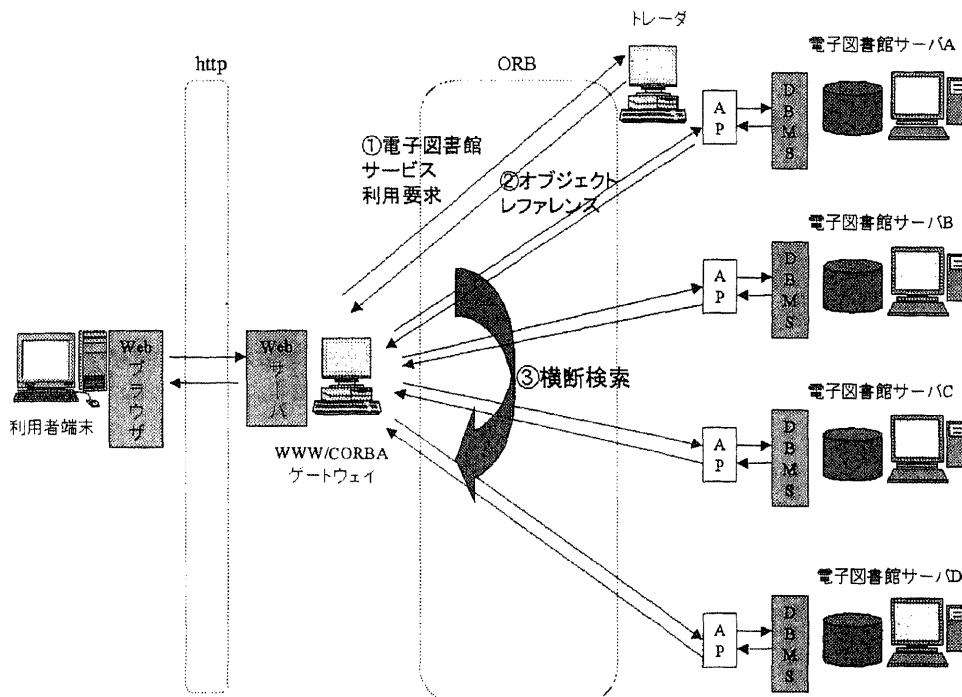 トレーダ
電子図書館サーバA
http
ORB
A
P
D
B
M
S
①電子図書館
サービス
利用要求
②オブジェクト
レファレンス
電子図書館サーバB
A
P
D
B
M
S
Web
ブラウザ
Web
サーバ
③横断検索
利用者端末
電子図書館サーバC
WWW/CORBA
ゲートウェイ
A
P
D
B
M
S
電子図書館サーバD
A
P
D
B
M
S